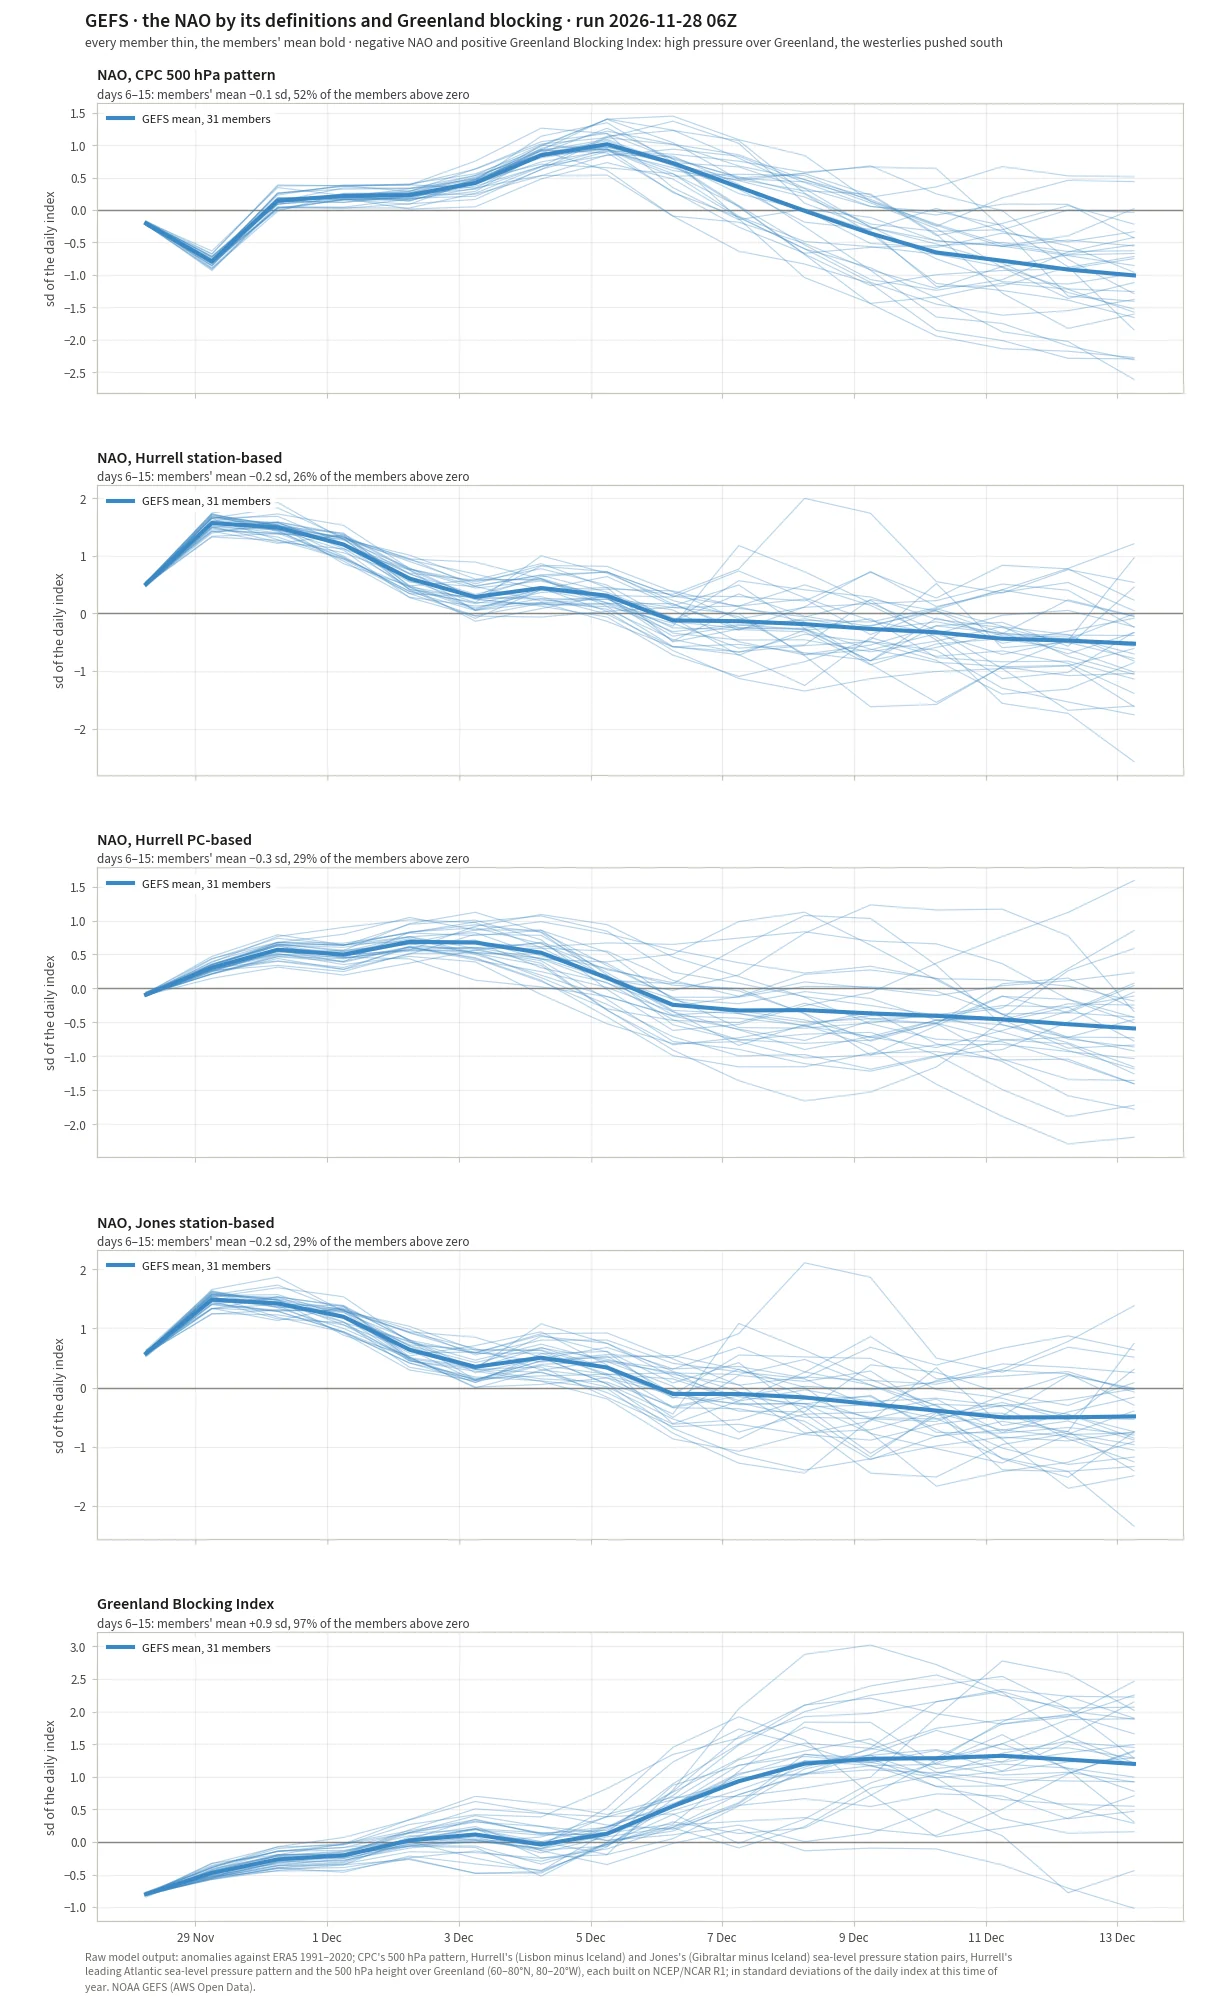 GEFS · the NAO by its definitions and Greenland blocking · run 2026-11-28 06Z
every member thin, the members' mean bold · negative NAO and positive Greenland Blocking Index: high pressure over Greenland, the westerlies pushed south
NAO, CPC 500 hPa pattern
days 6–15: members' mean −0.1 sd, 52% of the members above zero
GEFS mean, 31 members
1.5
1.0
0.5
0.0
−0.5
−1.0
−1.5
−2.0
−2.5
sd of the daily index
NAO, Hurrell station-based
days 6–15: members' mean −0.2 sd, 26% of the members above zero
GEFS mean, 31 members
2
1
0
−1
−2
sd of the daily index
NAO, Hurrell PC-based
days 6–15: members' mean −0.3 sd, 29% of the members above zero
GEFS mean, 31 members
1.5
1.0
0.5
0.0
−0.5
−1.0
−1.5
−2.0
sd of the daily index
NAO, Jones station-based
days 6–15: members' mean −0.2 sd, 29% of the members above zero
GEFS mean, 31 members
2
1
0
−1
−2
sd of the daily index
Greenland Blocking Index
days 6–15: members' mean +0.9 sd, 97% of the members above zero
GEFS mean, 31 members
3.0
2.5
2.0
1.5
1.0
0.5
0.0
−0.5
−1.0
sd of the daily index
29 Nov 1 Dec 3 Dec 5 Dec 7 Dec 9 Dec 11 Dec 13 Dec
Raw model output: anomalies against ERA5 1991–2020; CPC's 500 hPa pattern, Hurrell's (Lisbon minus Iceland) and Jones's (Gibraltar minus Iceland) sea-level pressure station pairs, Hurrell's
leading Atlantic sea-level pressure pattern and the 500 hPa height over Greenland (60–80°N, 80–20°W), each built on NCEP/NCAR R1; in standard deviations of the daily index at this time of
year. NOAA GEFS (AWS Open Data).